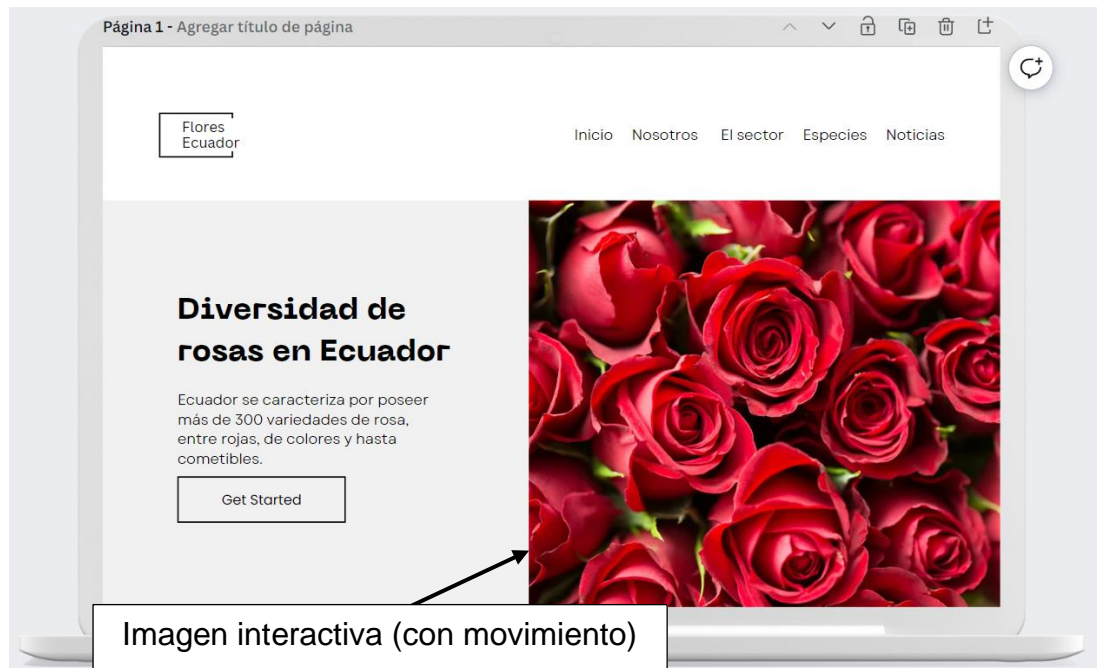 Página 1 - Agregar título de página
Flores
Ecuador
Inicio Nosotros El sector Especies Noticias
Diversidad de
rosas en Ecuador
Ecuador se caracteriza por poseer
más de 300 variedades de rosa,
entre rojas, de colores y hasta
cometibles.
Get Started
Imagen interactiva (con movimiento)